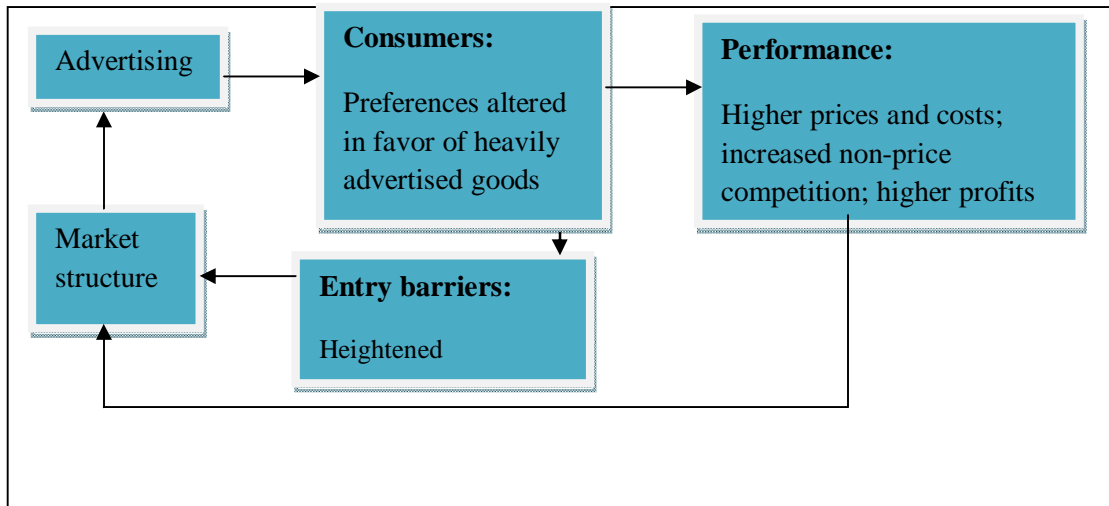 Advertising
Consumers:
Preferences altered
in favor of heavily
advertised goods
Performance:
Higher prices and costs;
increased non-price
competition; higher profits
Market
structure
Entry barriers:
Heightened